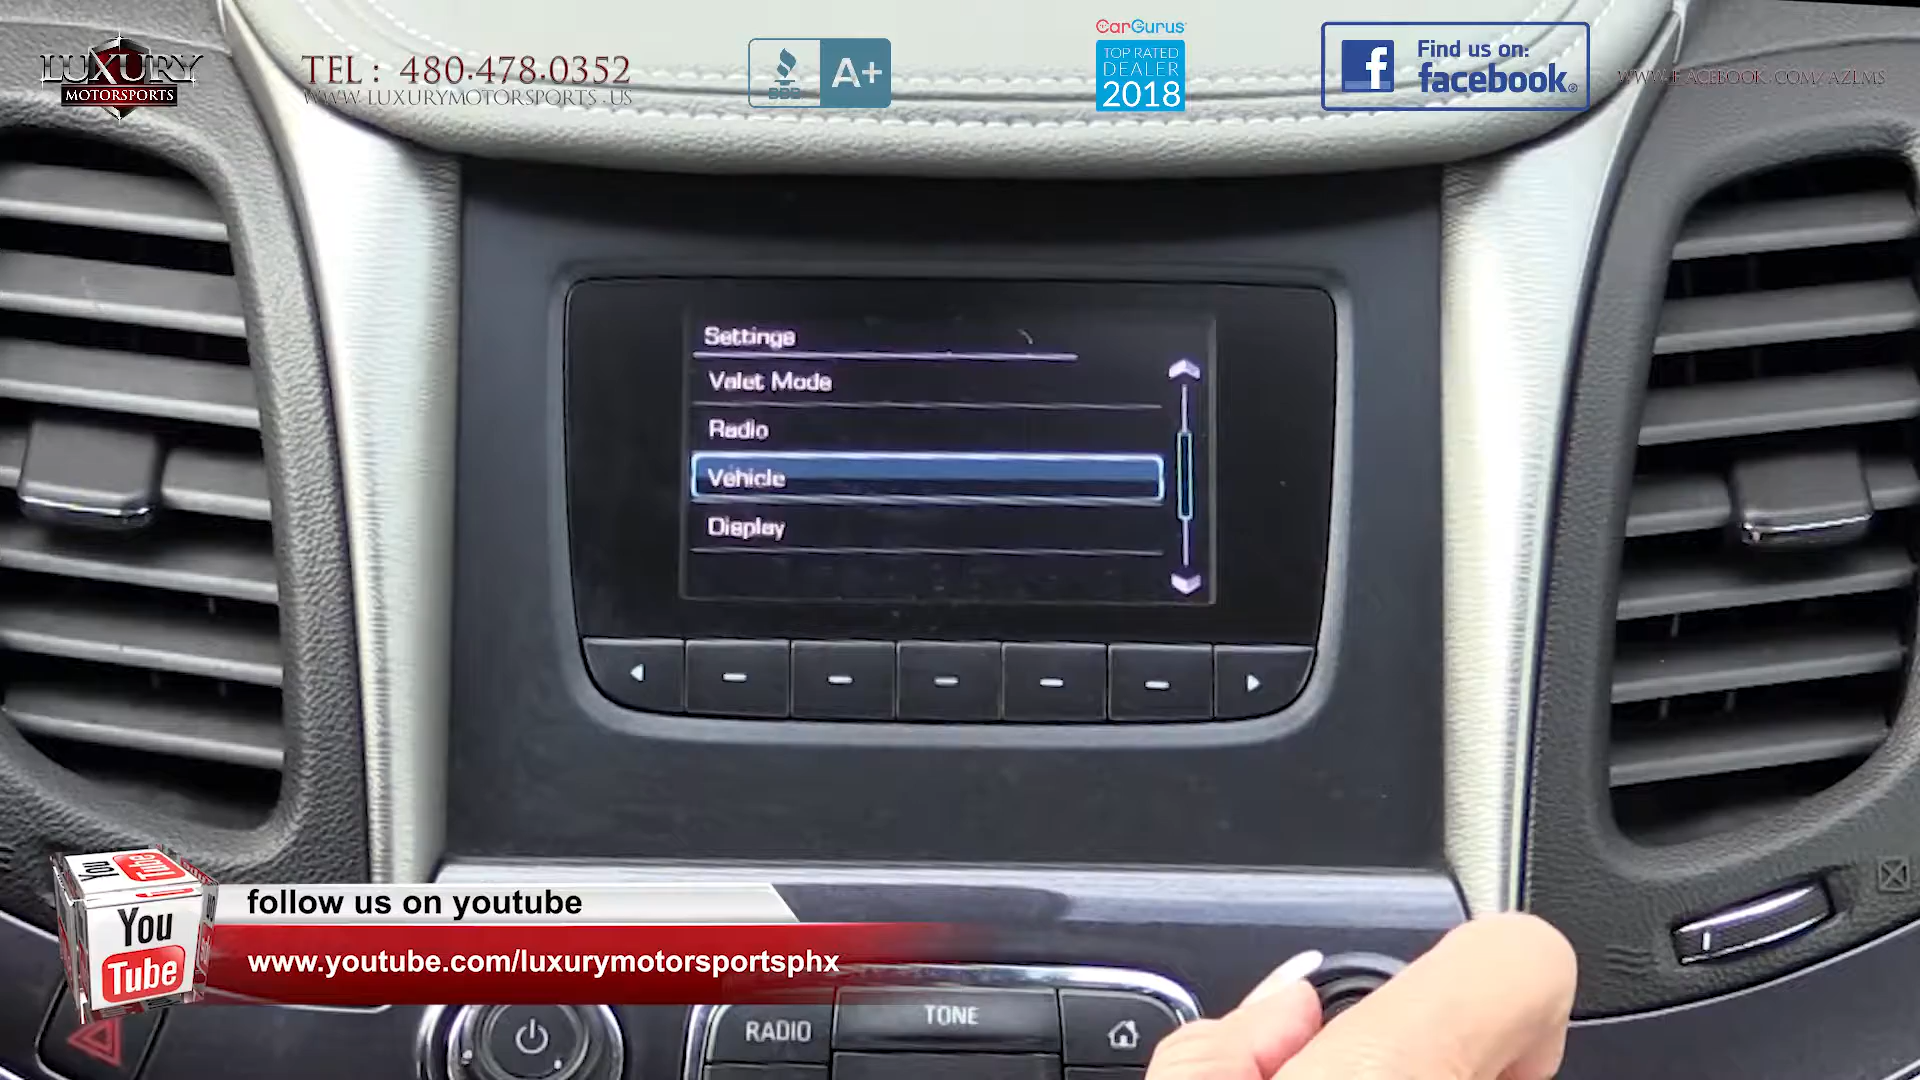 LUXURY
MOTORSPORTS
TEL : 480.478.0352
WWW.LUXURYMOTORSPORTS.US
BBB
A+
CarGurus
TOP RATED
DEALER
2018
Find us on:
facebook
WWW.FACEBOOK.COM/AZLMS
Settings
Valet Mode
Radio
Vehicle
Display
You
Tube
You
Tube
follow us on youtube
www.youtube.com/luxurymotorsportsphx
RADIO
TONE